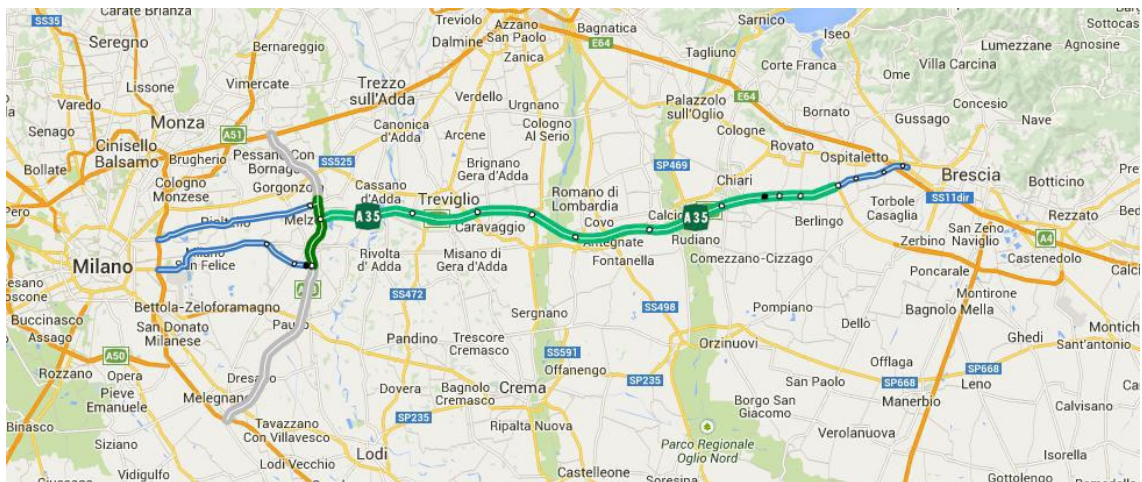 SS35
Carate Brianza
Treviolo
Azzano
San Paolo
Bagnatica
Sarnico
Iseo
Seregno
Bernareggio
Dalmine
E64
Tagliuno
Lumezzane
Sottocas
Agnosine
Zanica
Corte Franca
Ome
Villa Carcina
Lissone
Vimercate
Trezzo
sull'Adda
Verdello
Urgnano
Palazzolo
sull'Oglio
E64
Bornato
Concesio
Varedo
Monza
A51
Canonica
d'Adda
Arcene
Cologno
Al Serio
Cologne
Gussago
Nave
Senago
Cinisello
Balsamo
Brugherio
Pessano Con
Bornago
SS525
Rovato
Ospitaletto
Bollate
Brignano
Gera d'Adda
SP469
Chiari
Brescia
Botticino
Cologno
Monzese
Gorgonzo
Cassano
d'Adda
Treviglio
Romano di
Lombardia
SS11dir
Pero
Melz
A35
Covo
Calcio
A35
Berlingo
Torbole
Casaglia
Rezzato
Caravaggio
Antegnate
Rudiano
San Zeno
Naviglio
A4
Milano
San Felice
Rivolta
d' Adda
Misano di
Gera d'Adda
Fontanella
Comezzano-Cizzago
Zerbino
Castenedolo
Poncarale
Bettola-Zeloforamagno
SS472
SS498
Pompiano
Montirone
Bagnolo Mella
Buccinasco
San Donato
Milanese
Paullo
Sergnano
Dello
Ghedi
Montich
Assago
Pandino
Trescore
Cremasco
Orzinuovi
Sant'antonio
A50
SS591
Offlaga
SP668
Rozzano
Opera
Offanengo
SP235
San Paolo
SP668
Leno
Pieve
Emanuele
Dresano
Dovera
Bagnolo
Cremasco
Crema
Manerbio
Melegnano
Borgo San
Giacomo
Calvisano
Binasco
Tavazzano
Con Villavesco
SP235
Ripalta Nuova
Verolanuova
Siziano
Parco Regionale
Oglio Nord
Isorella
Vidigulfo
Lodi Vecchio
Lodi
Castelleone
Soresina
Gottolengo